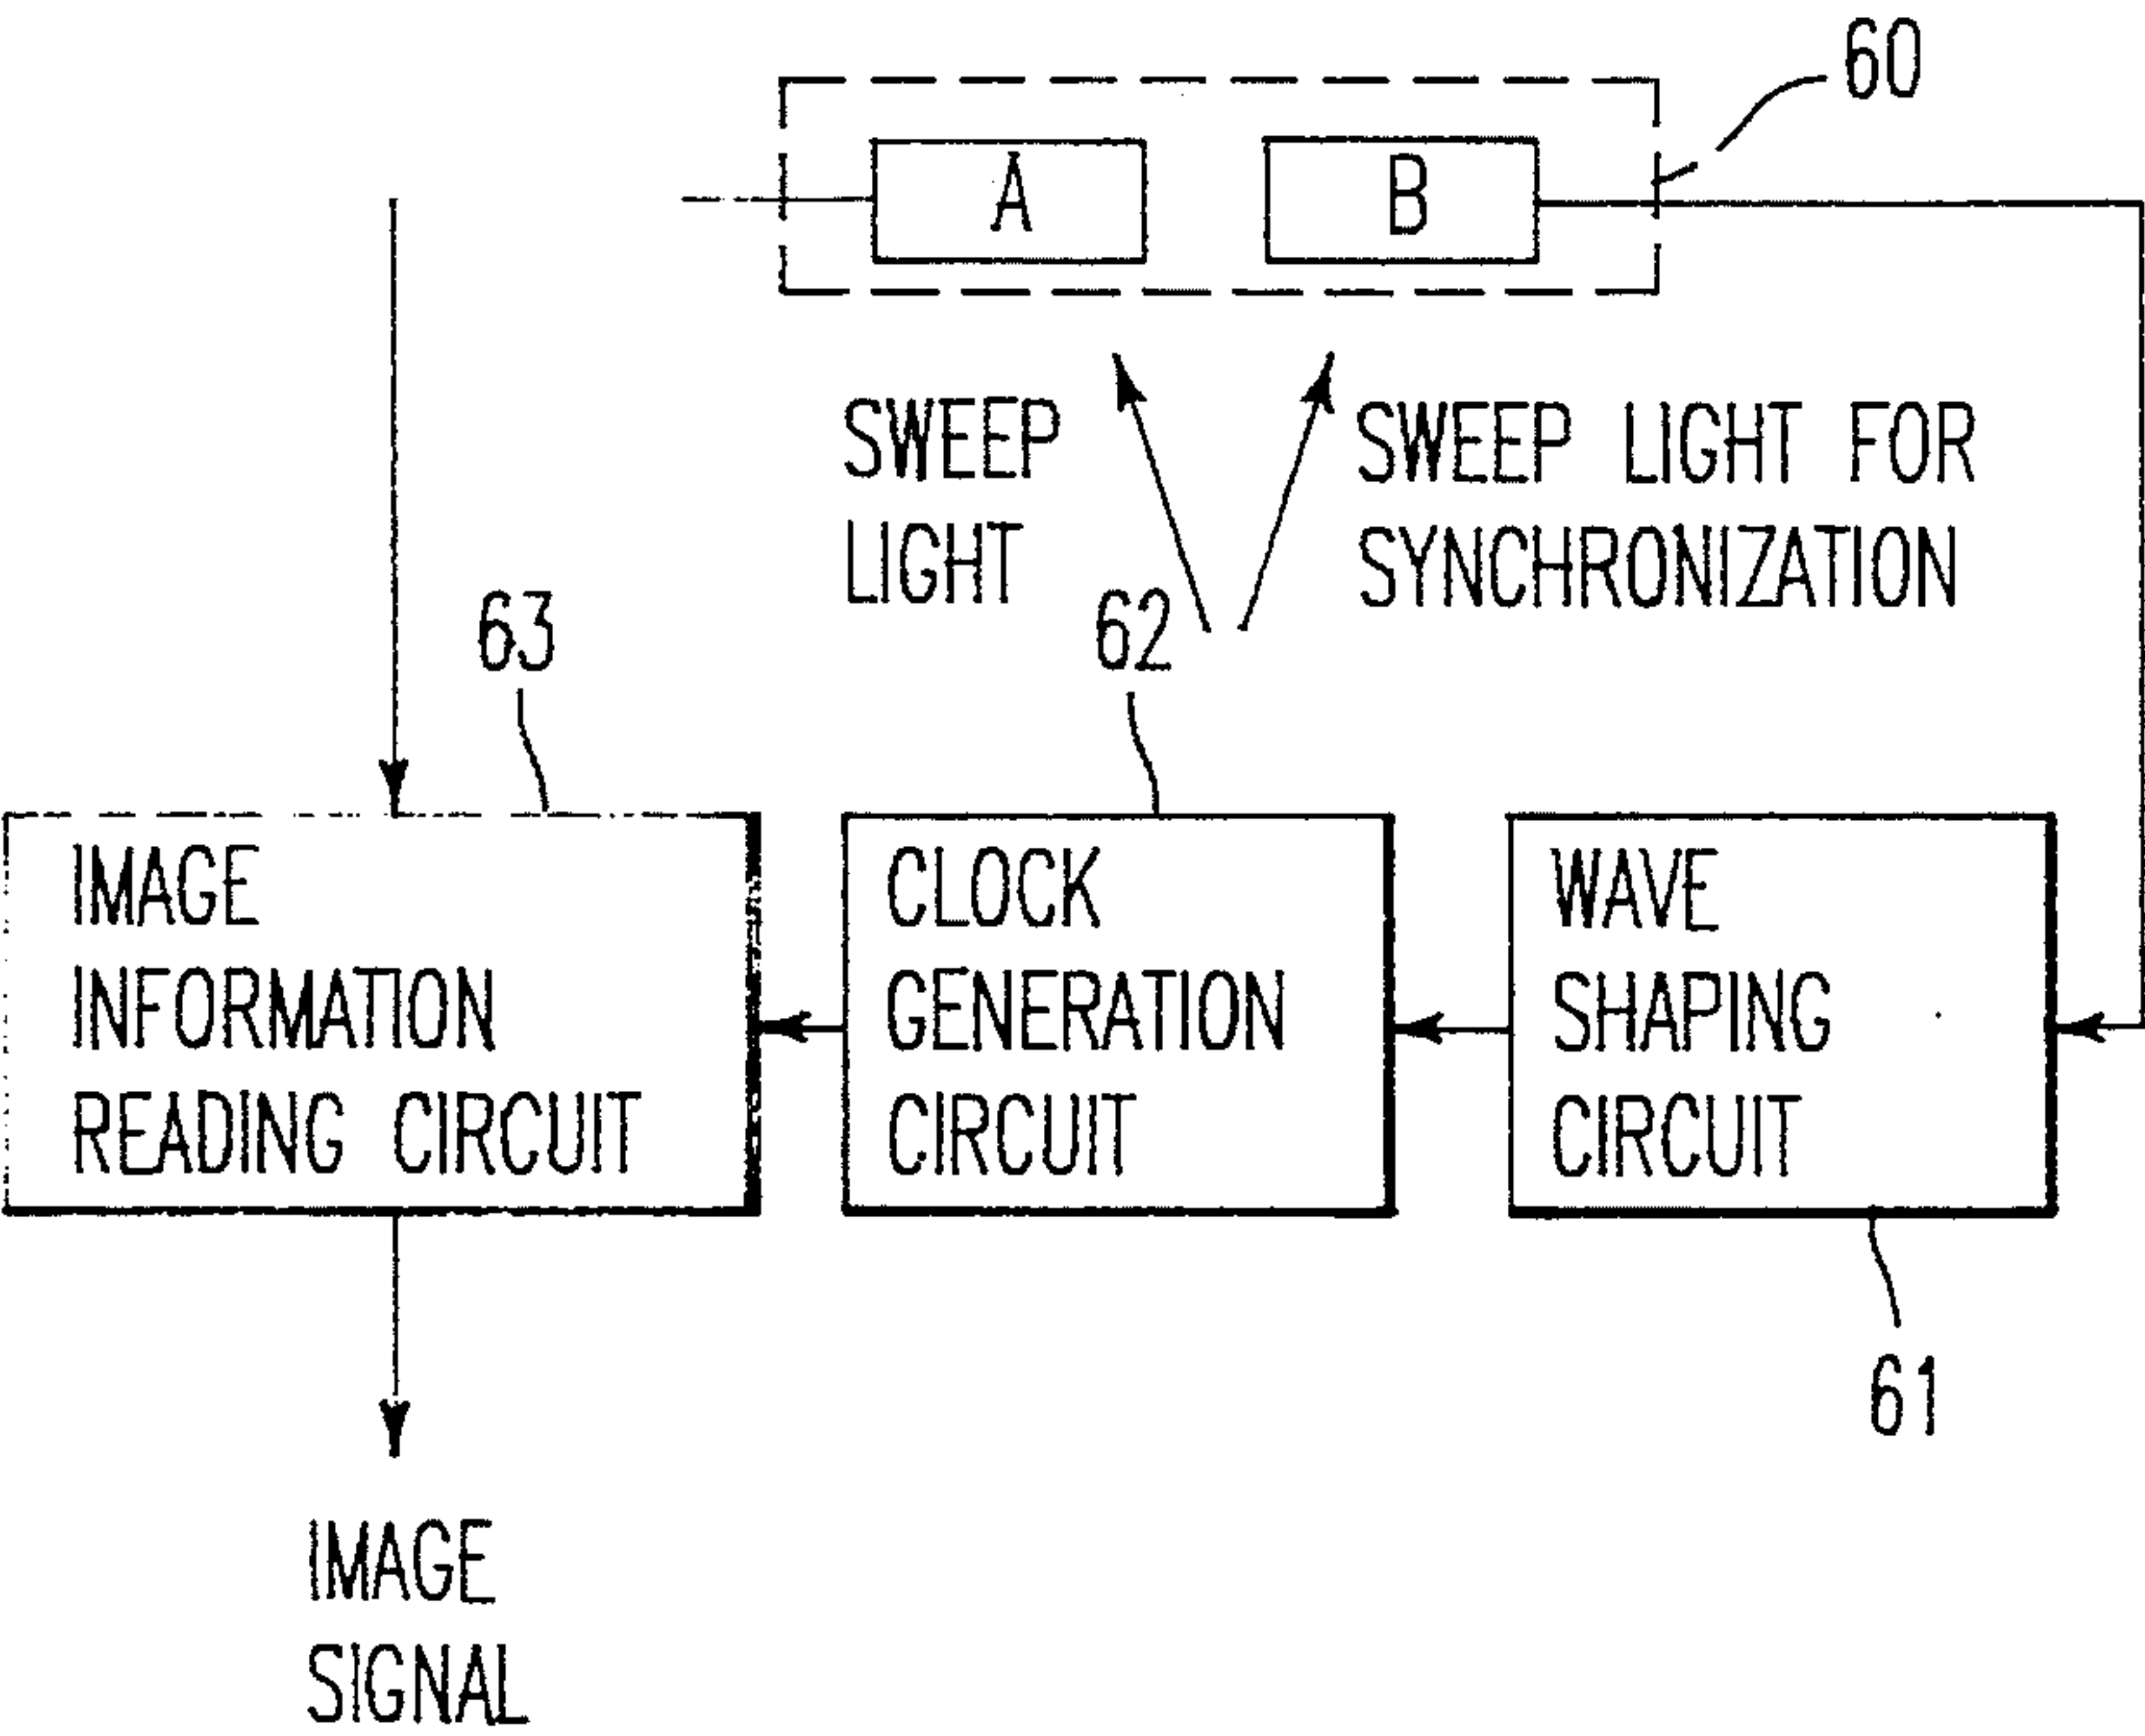 60
A
B
SWEEP
LIGHT
SWEEP LIGHT FOR
SYNCHRONIZATION
63
62
IMAGE
INFORMATION
READING CIRCUIT
CLOCK
GENERATION
CIRCUIT
WAVE
SHAPING
CIRCUIT
61
IMAGE
SIGNAL